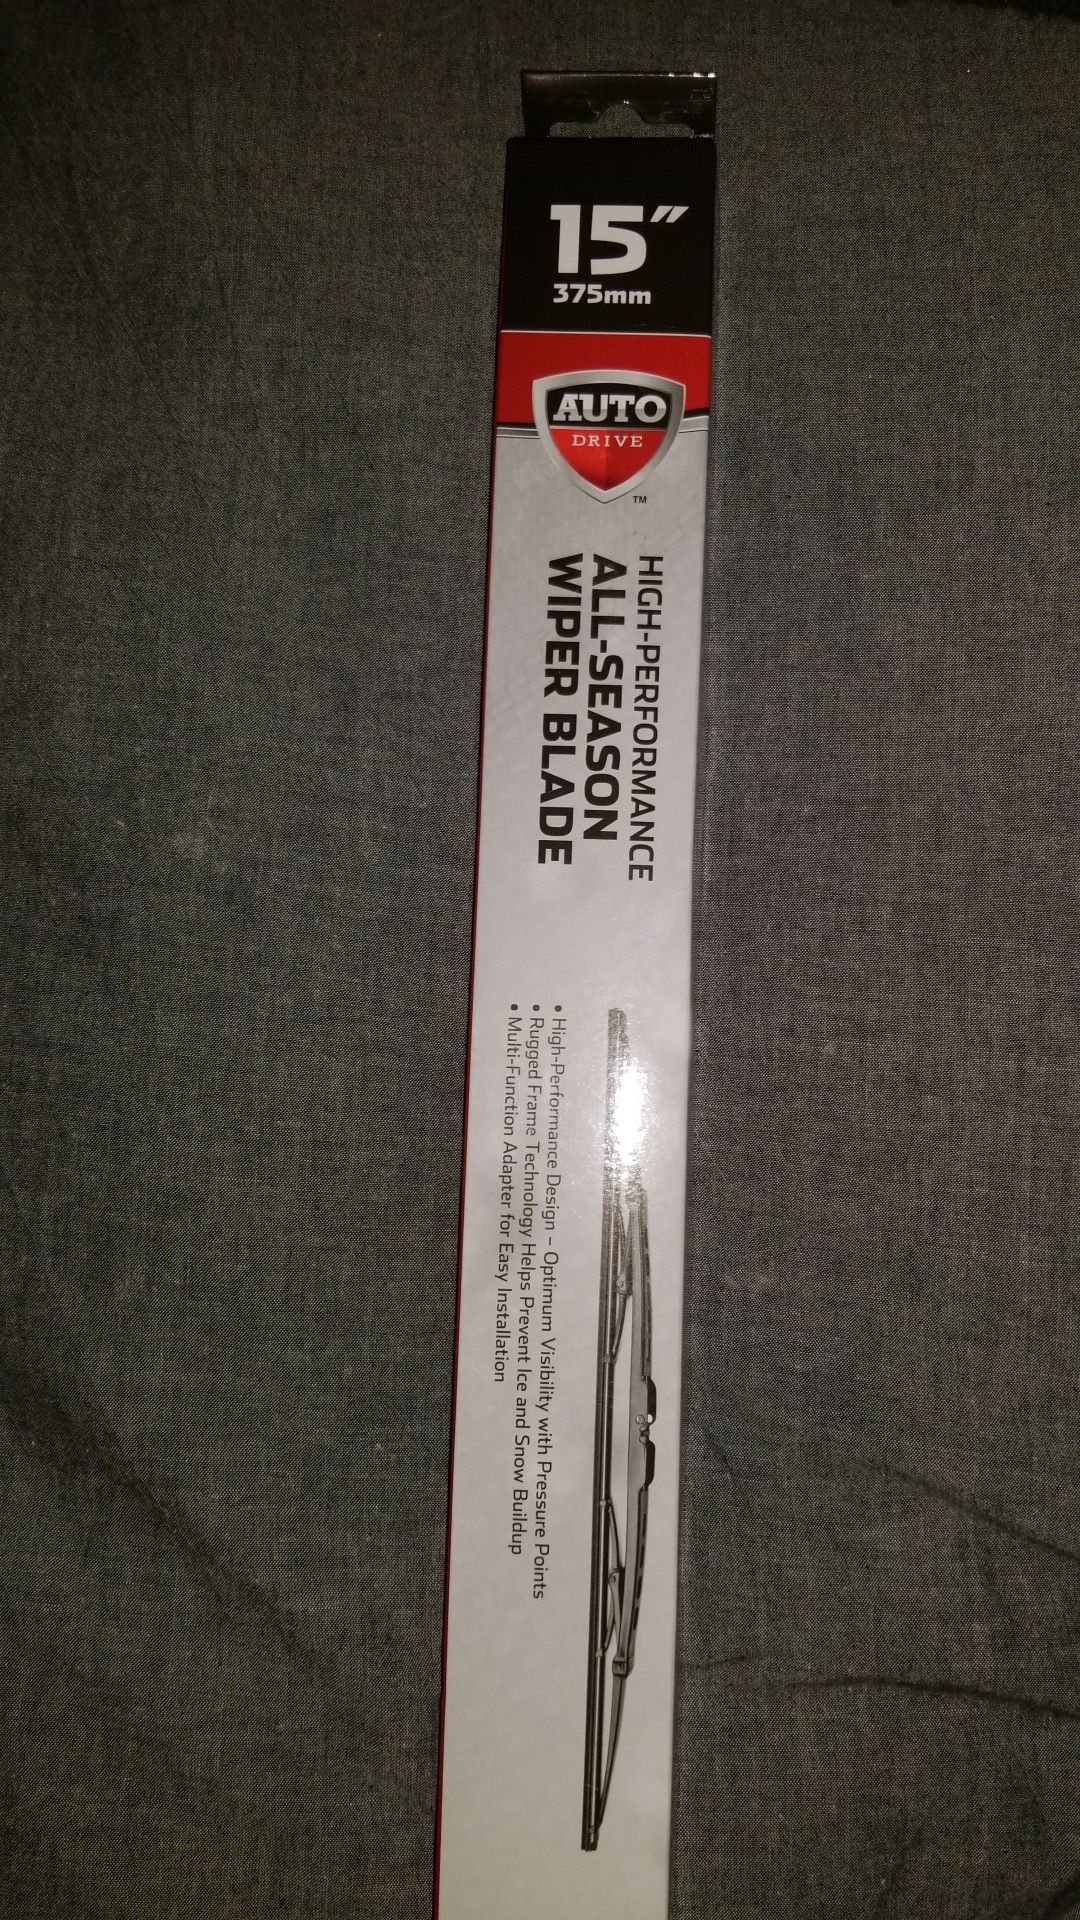 15″
375mm
AUTO
DRIVE
TM
HIGH-PERFORMANCE
ALL-SEASON
WIPER BLADE
• High-Performance Design – Optimum Visibility with Pressure Points
• Rugged Frame Technology Helps Prevent Ice and Snow Buildup
• Multi-Function Adapter for Easy Installation